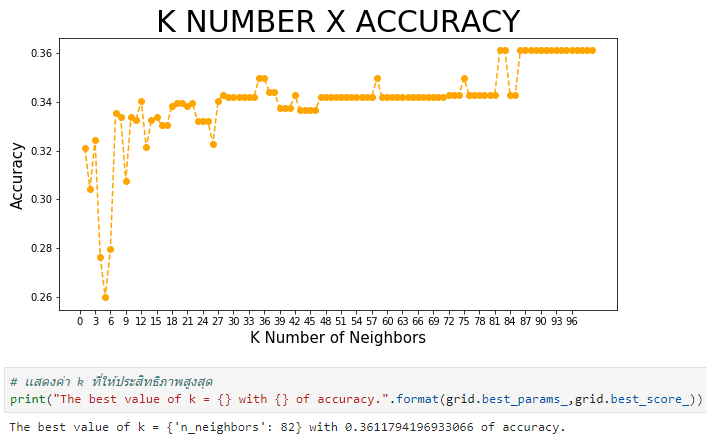 K NUMBER X ACCURACY
0.36
0.34
0.32
0.30
0.28
0.26
Accuracy
0 3 6 9 12 15 18 21 24 27 30 33 36 39 42 45 48 51 54 57 60 63 66 69 72 75 78 81 84 87 90 93 96
K Number of Neighbors
# แสดงค่า k ที่ให้ประสิทธิภาพสูงสุด
print("The best value of k = {} with {} of accuracy.".format(grid.best_params_,grid.best_score_))
The best value of k = {'n_neighbors': 82} with 0.3611794196933066 of accuracy.